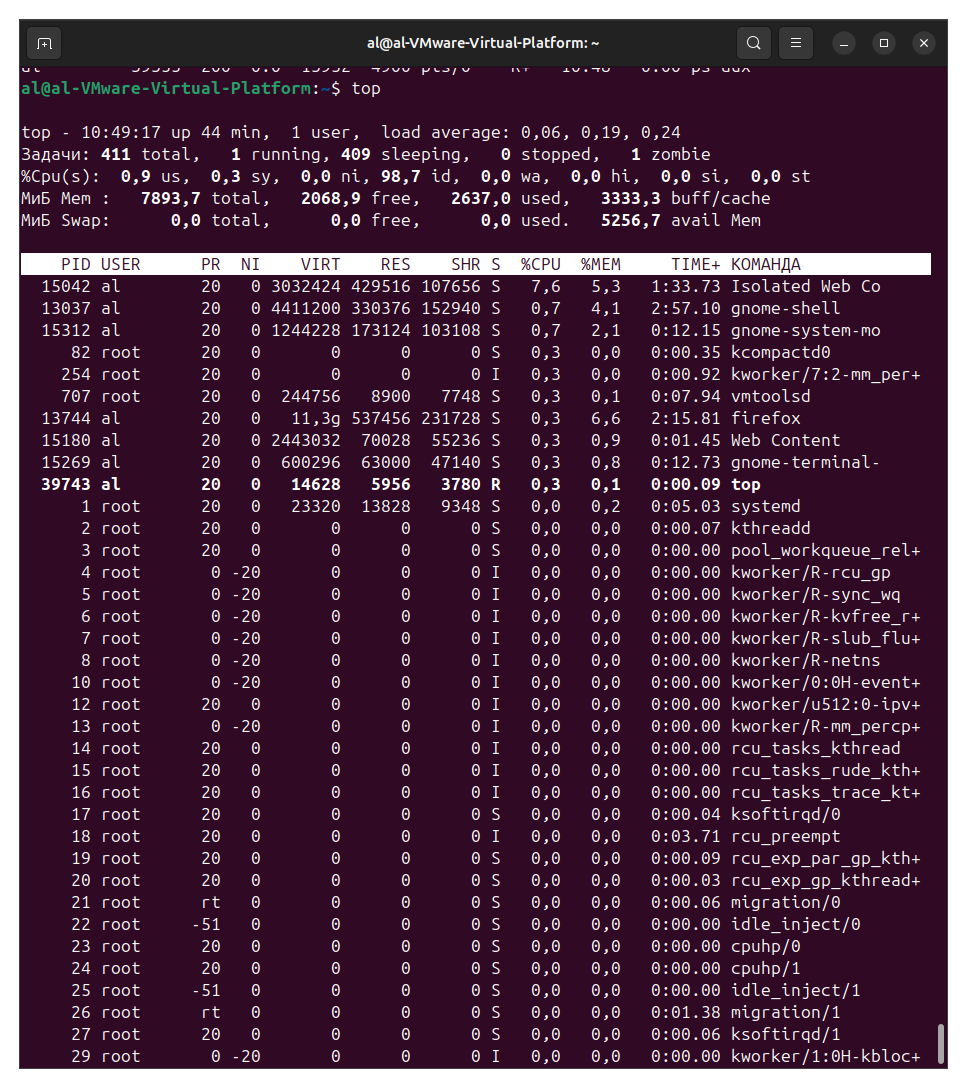 al@al-VMware-Virtual-Platform: ~
al@al-VMware-Virtual-Platform:~$ top
top - 10:49:17 up 44 min,  1 user,  load average: 0,06, 0,19, 0,24
Задачи: 411 total,   1 running, 409 sleeping,   0 stopped,   1 zombie
%Cpu(s):  0,9 us,  0,3 sy,  0,0 ni, 98,7 id,  0,0 wa,  0,0 hi,  0,0 si,  0,0 st
МиБ Mem :   7893,7 total,   2068,9 free,   2637,0 used,   3333,3 buff/cache
МиБ Swap:      0,0 total,      0,0 free,      0,0 used.   5256,7 avail Mem
PID USER      PR  NI    VIRT    RES    SHR S  %CPU  %MEM     TIME+ КОМАНДА
15042 al        20   0 3032424 429516 107656 S   7,6   5,3   1:33.73 Isolated Web Co
13037 al        20   0 4411200 330376 152940 S   0,7   4,1   2:57.10 gnome-shell
15312 al        20   0 1244228 173124 103108 S   0,7   2,1   0:12.15 gnome-system-mo
82 root      20   0       0      0      0 S   0,3   0,0   0:00.35 kcompactd0
254 root      20   0       0      0      0 I   0,3   0,0   0:00.92 kworker/7:2-mm_per+
707 root      20   0  244756   8900   7748 S   0,3   0,1   0:07.94 vmtoolsd
13744 al        20   0   11,3g 537456 231728 S   0,3   6,6   2:15.81 firefox
15180 al        20   0 2443032  70028  55236 S   0,3   0,9   0:01.45 Web Content
15269 al        20   0  600296  63000  47140 S   0,3   0,8   0:12.73 gnome-terminal-
39743 al        20   0   14628   5956   3780 R   0,3   0,1   0:00.09 top
1 root      20   0   23320  13828   9348 S   0,0   0,2   0:05.03 systemd
2 root      20   0       0      0      0 S   0,0   0,0   0:00.07 kthreadd
3 root      20   0       0      0      0 S   0,0   0,0   0:00.00 pool_workqueue_rel+
4 root       0 -20       0      0      0 I   0,0   0,0   0:00.00 kworker/R-rcu_gp
5 root       0 -20       0      0      0 I   0,0   0,0   0:00.00 kworker/R-sync_wq
6 root       0 -20       0      0      0 I   0,0   0,0   0:00.00 kworker/R-kvfree_r+
7 root       0 -20       0      0      0 I   0,0   0,0   0:00.00 kworker/R-slub_flu+
8 root       0 -20       0      0      0 I   0,0   0,0   0:00.00 kworker/R-netns
10 root       0 -20       0      0      0 I   0,0   0,0   0:00.00 kworker/0:0H-event+
12 root      20   0       0      0      0 I   0,0   0,0   0:00.00 kworker/u512:0-ipv+
13 root       0 -20       0      0      0 I   0,0   0,0   0:00.00 kworker/R-mm_percp+
14 root      20   0       0      0      0 I   0,0   0,0   0:00.00 rcu_tasks_kthread
15 root      20   0       0      0      0 I   0,0   0,0   0:00.00 rcu_tasks_rude_kth+
16 root      20   0       0      0      0 I   0,0   0,0   0:00.00 rcu_tasks_trace_kt+
17 root      20   0       0      0      0 S   0,0   0,0   0:00.04 ksoftirqd/0
18 root      20   0       0      0      0 I   0,0   0,0   0:03.71 rcu_preempt
19 root      20   0       0      0      0 S   0,0   0,0   0:00.09 rcu_exp_par_gp_kth+
20 root      20   0       0      0      0 S   0,0   0,0   0:00.03 rcu_exp_gp_kthread+
21 root      rt   0       0      0      0 S   0,0   0,0   0:00.06 migration/0
22 root     -51   0       0      0      0 S   0,0   0,0   0:00.00 idle_inject/0
23 root      20   0       0      0      0 S   0,0   0,0   0:00.00 cpuhp/0
24 root      20   0       0      0      0 S   0,0   0,0   0:00.00 cpuhp/1
25 root     -51   0       0      0      0 S   0,0   0,0   0:00.00 idle_inject/1
26 root      rt   0       0      0      0 S   0,0   0,0   0:01.38 migration/1
27 root      20   0       0      0      0 S   0,0   0,0   0:00.06 ksoftirqd/1
29 root       0 -20       0      0      0 I   0,0   0,0   0:00.00 kworker/1:0H-kbloc+